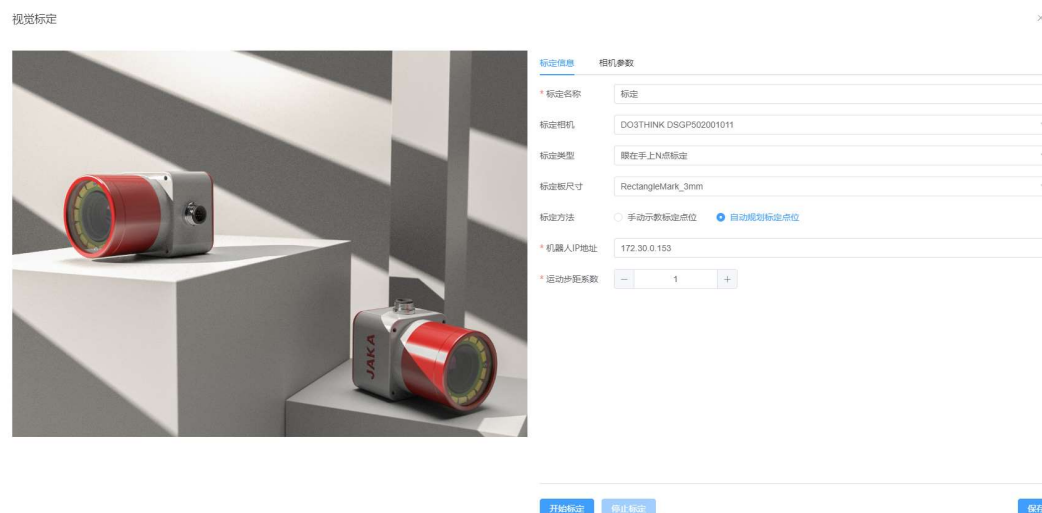 视觉标定
JAKA
标定信息 相机参数
* 标定名称 标定
标定相机 DO3THINK DSGP502001011
标定类型 眼在手上N点标定
标定板尺寸 RectangleMark_3mm
标定方法 手动示教标定点位 自动规划标定点位
* 机器人IP地址 172.30.0.153
* 运动步距系数 − 1 +
开始标定 停止标定 保存